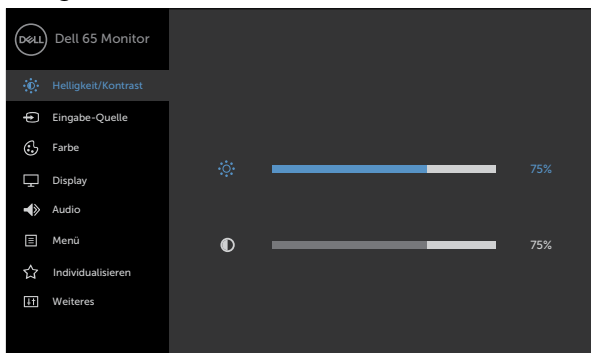 DELL Dell 65 Monitor
Helligkeit/Kontrast
Eingabe-Quelle
Farbe
Display
75%
Audio
Menü
75%
Individualisieren
Weiteres